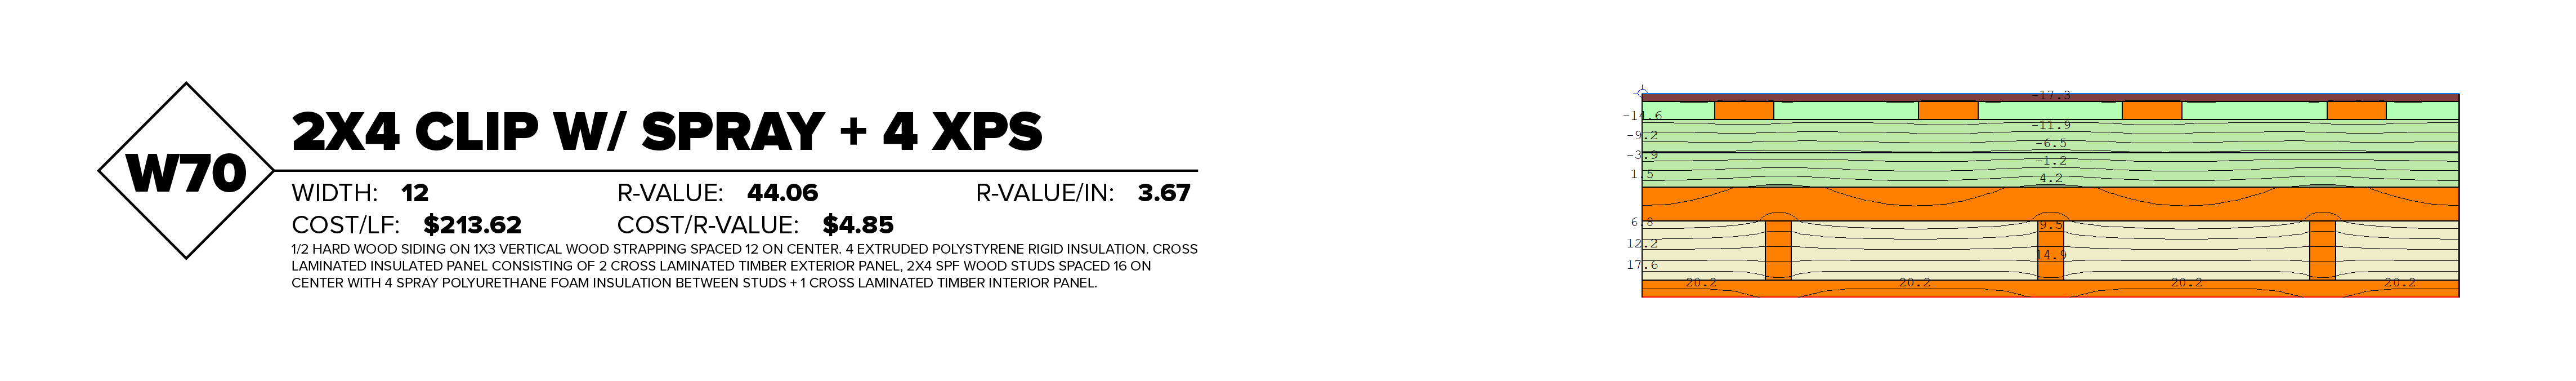 W70
2X4 CLIP W/ SPRAY + 4 XPS
WIDTH: 12 R-VALUE: 44.06 R-VALUE/IN: 3.67
COST/LF: $213.62 COST/R-VALUE: $4.85
1/2 HARD WOOD SIDING ON 1X3 VERTICAL WOOD STRAPPING SPACED 12 ON CENTER. 4 EXTRUDED POLYSTYRENE RIGID INSULATION. CROSS
LAMINATED INSULATED PANEL CONSISTING OF 2 CROSS LAMINATED TIMBER EXTERIOR PANEL, 2X4 SPF WOOD STUDS SPACED 16 ON
CENTER WITH 4 SPRAY POLYURETHANE FOAM INSULATION BETWEEN STUDS + 1 CROSS LAMINATED TIMBER INTERIOR PANEL.
-17.3
-14.6
-11.9
-9.2
-6.5
-3.9
-1.2
1.5
4.2
6.8
9.5
12.2
14.9
17.6
20.2 20.2 20.2 20.2